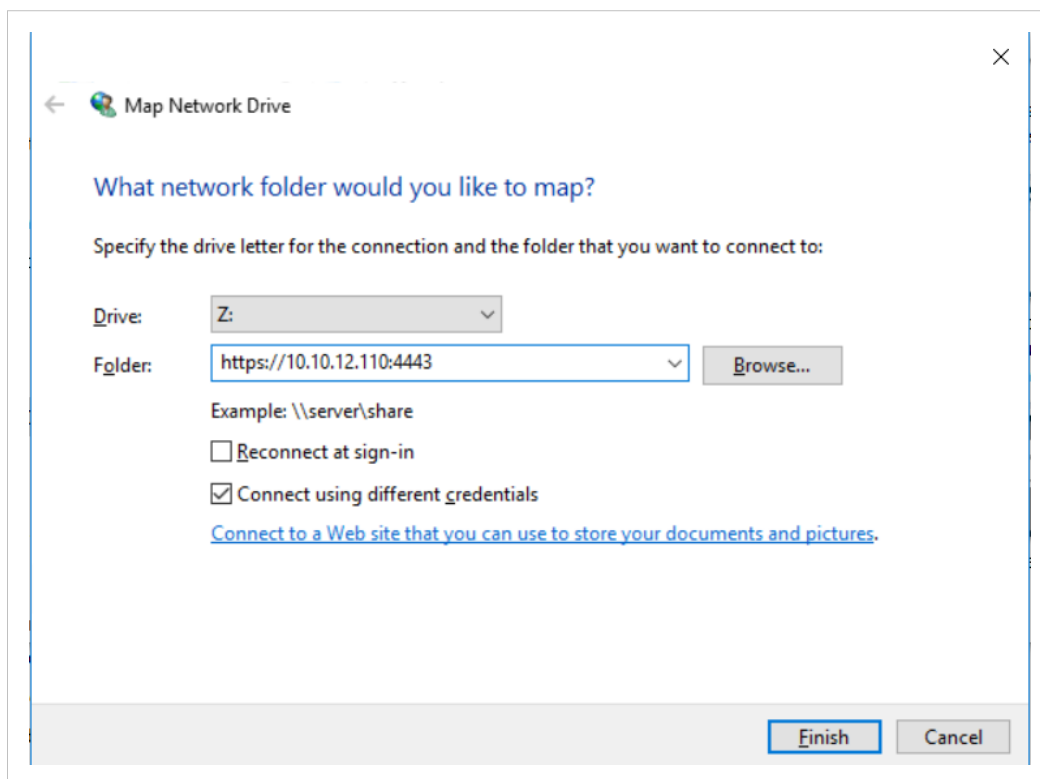 Map Network Drive
What network folder would you like to map?
Specify the drive letter for the connection and the folder that you want to connect to:
Drive: Z:
Folder: https://10.10.12.110:4443 Browse...
Example: \\server\share
Reconnect at sign-in
Connect using different credentials
Connect to a Web site that you can use to store your documents and pictures.
Finish Cancel